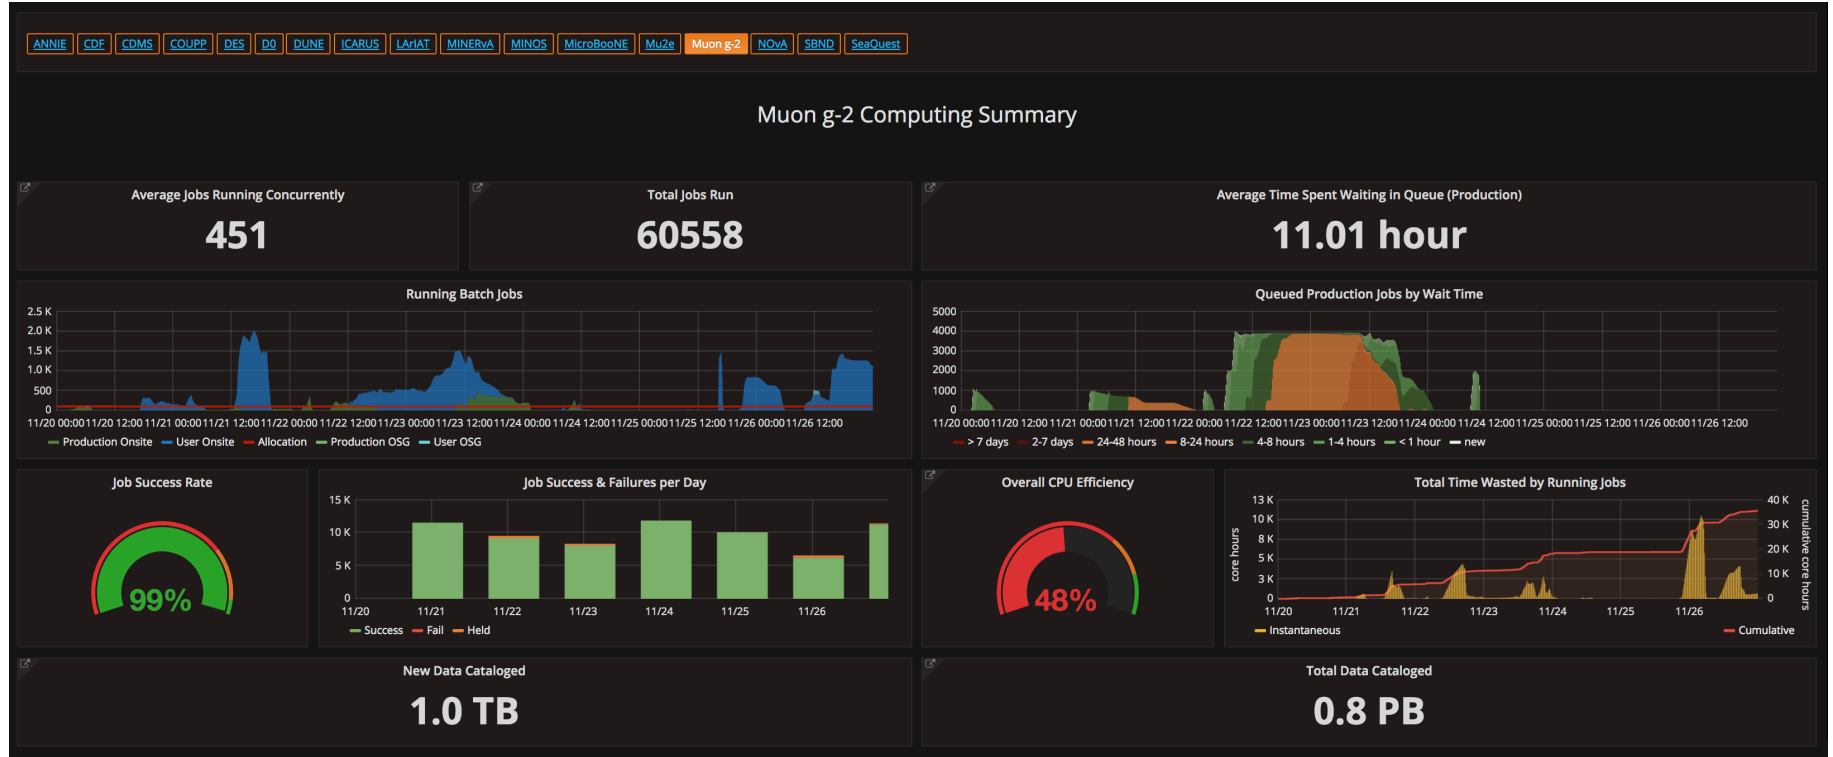 ANNIE CDF CDMS COUPP DES D0 DUNE ICARUS LArIAT MINERvA MINOS MicroBooNE Mu2e Muon g-2 NOvA SBND SeaQuest
Muon g-2 Computing Summary
Average Jobs Running Concurrently
451
Total Jobs Run
60558
Average Time Spent Waiting in Queue (Production)
11.01 hour
Running Batch Jobs
2.5 K
2.0 K
1.5 K
1.0 K
500
0
11/20 00:00 11/20 12:00 11/21 00:00 11/21 12:00 11/22 00:00 11/22 12:00 11/23 00:00 11/23 12:00 11/24 00:00 11/24 12:00 11/25 00:00 11/25 12:00 11/26 00:00 11/26 12:00
Production Onsite User Onsite Allocation Production OSG User OSG
Queued Production Jobs by Wait Time
5000
4000
3000
2000
1000
0
11/20 00:00 11/20 12:00 11/21 00:00 11/21 12:00 11/22 00:00 11/22 12:00 11/23 00:00 11/23 12:00 11/24 00:00 11/24 12:00 11/25 00:00 11/25 12:00 11/26 00:00 11/26 12:00
> 7 days 2-7 days 24-48 hours 8-24 hours 4-8 hours 1-4 hours < 1 hour new
Job Success Rate
99%
Job Success & Failures per Day
15 K
10 K
5 K
0
11/20 11/21 11/22 11/23 11/24 11/25 11/26
Success Fail Held
Overall CPU Efficiency
48%
Total Time Wasted by Running Jobs
core hours
13 K
10 K
8 K
5 K
3 K
0
40 K
30 K
20 K
10 K
0
cumulative core hours
11/20 11/21 11/22 11/23 11/24 11/25 11/26
Instantaneous Cumulative
New Data Cataloged
1.0 TB
Total Data Cataloged
0.8 PB